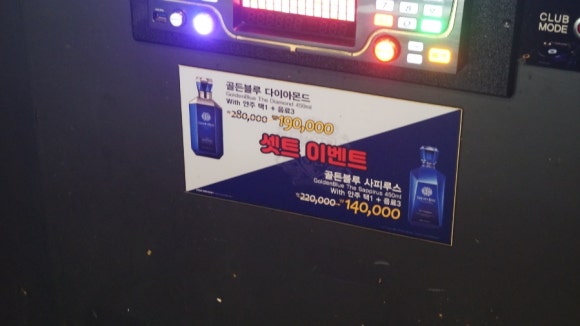 CLUB
MODE
골든블루 다이아몬드
GoldenBlue The Diamond 450ml
With 안주 택1 + 음료3
₩280,000 ₩190,000
셋트 이벤트
골든블루 사피루스
GoldenBlue The Sapphirus 450ml
With 안주 택1 + 음료3
₩220,000 ₩140,000